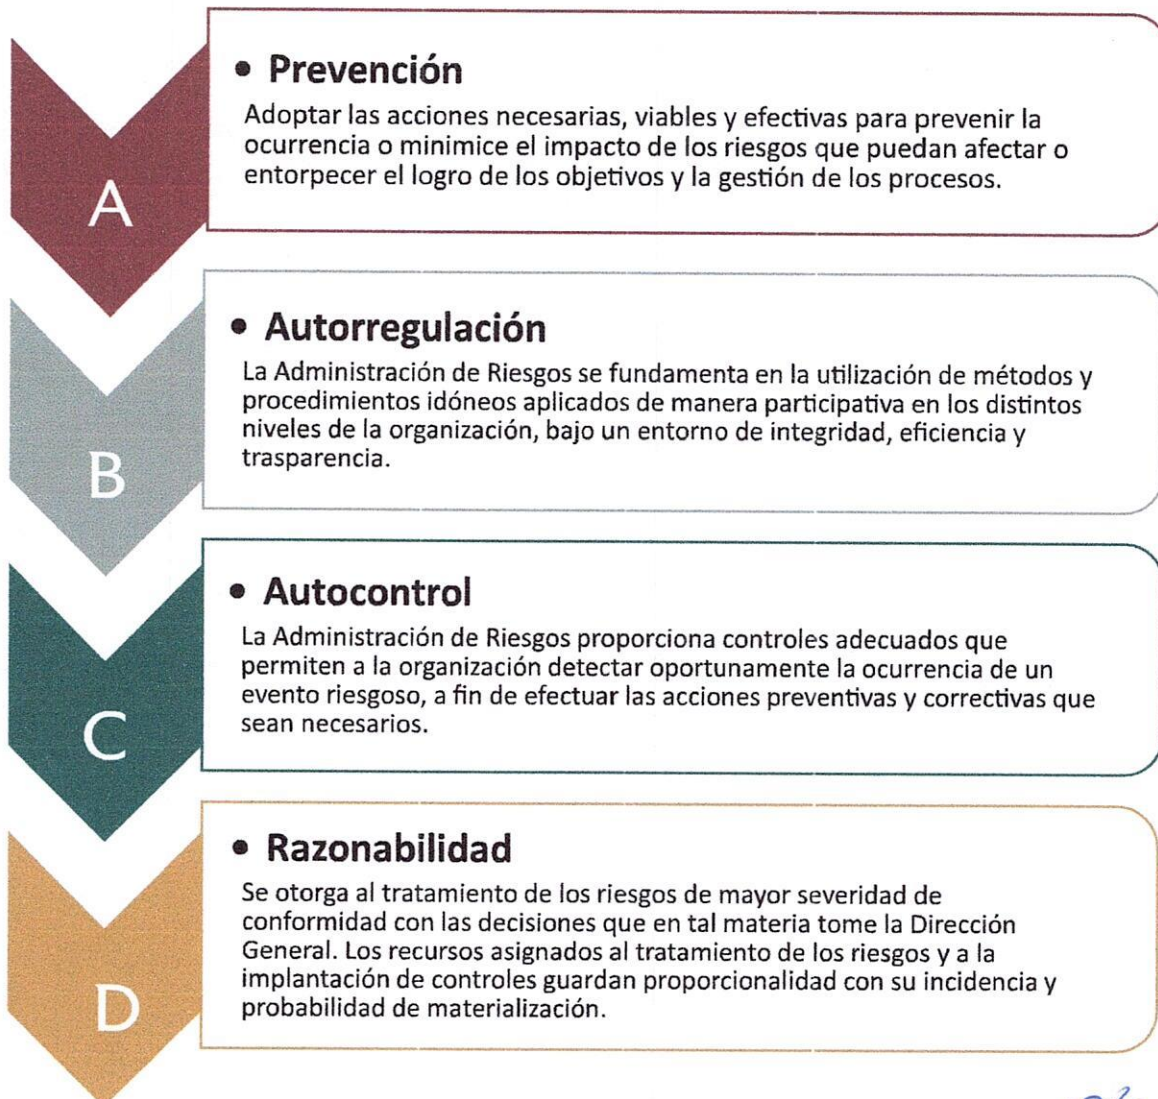 • Prevención
Adoptar las acciones necesarias, viables y efectivas para prevenir la
ocurrencia o minimice el impacto de los riesgos que puedan afectar o
entorpecer el logro de los objetivos y la gestión de los procesos.
A
• Autorregulación
La Administración de Riesgos se fundamenta en la utilización de métodos y
procedimientos idóneos aplicados de manera participativa en los distintos
niveles de la organización, bajo un entorno de integridad, eficiencia y
trasparencia.
B
• Autocontrol
La Administración de Riesgos proporciona controles adecuados que
permiten a la organización detectar oportunamente la ocurrencia de un
evento riesgoso, a fin de efectuar las acciones preventivas y correctivas que
sean necesarios.
C
• Razonabilidad
Se otorga al tratamiento de los riesgos de mayor severidad de
conformidad con las decisiones que en tal materia tome la Dirección
General. Los recursos asignados al tratamiento de los riesgos y a la
implantación de controles guardan proporcionalidad con su incidencia y
probabilidad de materialización.
D